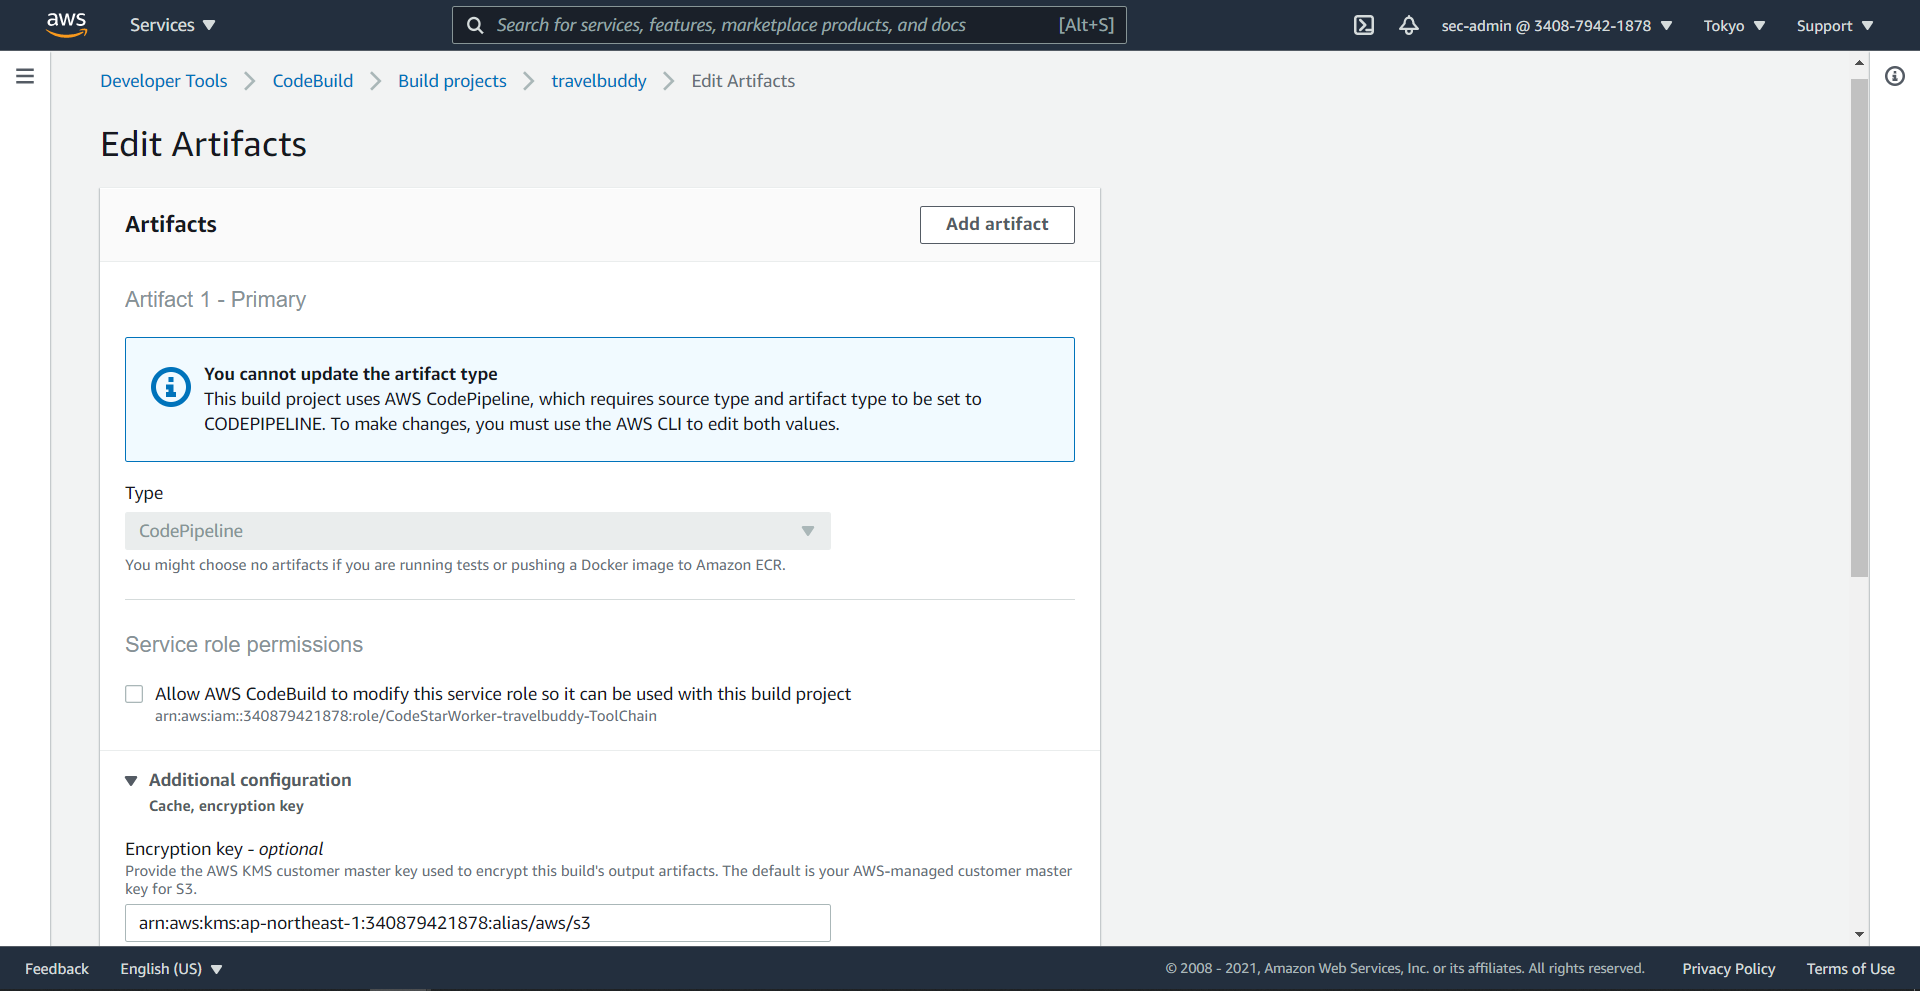 aws
Services
Search for services, features, marketplace products, and docs
[Alt+S]
sec-admin @ 3408-7942-1878
Tokyo
Support
Developer Tools
CodeBuild
Build projects
travelbuddy
Edit Artifacts
Edit Artifacts
Artifacts
Add artifact
Artifact 1 - Primary
You cannot update the artifact type
This build project uses AWS CodePipeline, which requires source type and artifact type to be set to
CODEPIPELINE. To make changes, you must use the AWS CLI to edit both values.
Type
CodePipeline
You might choose no artifacts if you are running tests or pushing a Docker image to Amazon ECR.
Service role permissions
Allow AWS CodeBuild to modify this service role so it can be used with this build project
arn:aws:iam::340879421878:role/CodeStarWorker-travelbuddy-ToolChain
Additional configuration
Cache, encryption key
Encryption key - optional
Provide the AWS KMS customer master key used to encrypt this build's output artifacts. The default is your AWS-managed customer master
key for S3.
arn:aws:kms:ap-northeast-1:340879421878:alias/aws/s3
Feedback
English (US)
© 2008 - 2021, Amazon Web Services, Inc. or its affiliates. All rights reserved.
Privacy Policy
Terms of Use